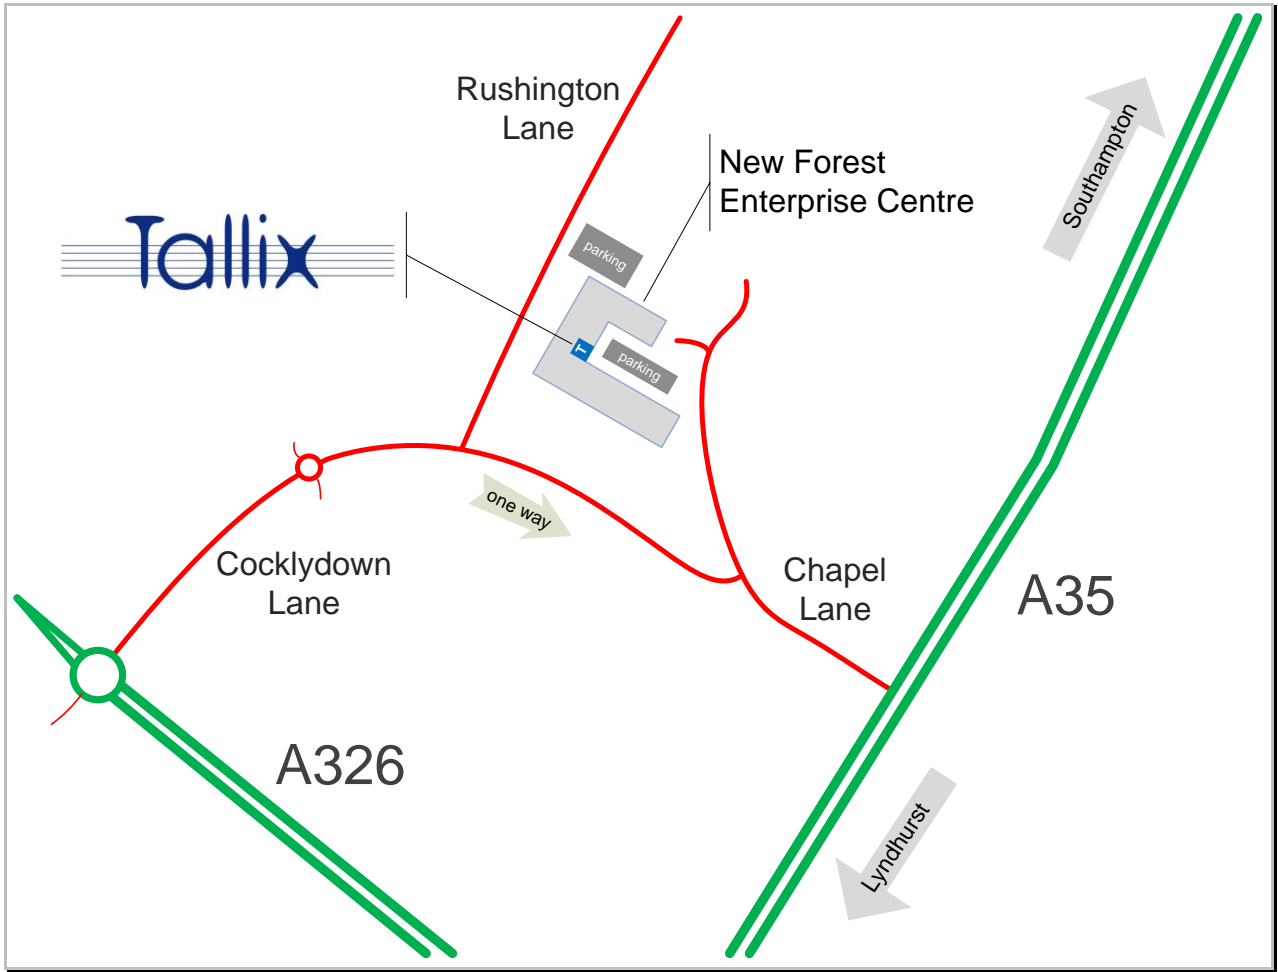 Rushington
Lane
New Forest
Enterprise Centre
Southampton
Tallix
parking
T
parking
one way
Cocklydown
Lane
Chapel
Lane
A35
A326
Lyndhurst